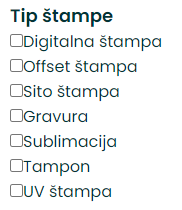 Tip štampe
Digitalna štampa
Offset štampa
Sito štampa
Gravura
Sublimacija
Tampon
UV štampa